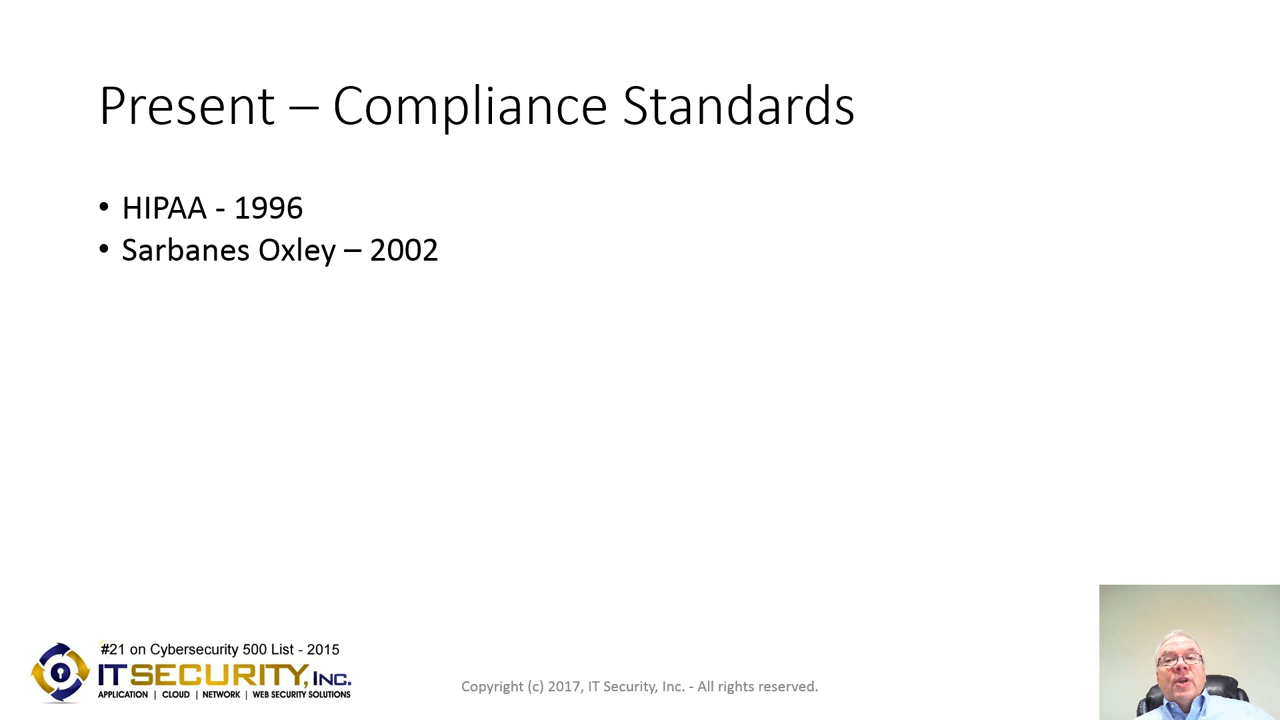 Present – Compliance Standards
• HIPAA - 1996
• Sarbanes Oxley – 2002
#21 on Cybersecurity 500 List - 2015
IT SECURITY, INC.
APPLICATION | CLOUD | NETWORK | WEB SECURITY SOLUTIONS
Copyright (c) 2017, IT Security, Inc. - All rights reserved.